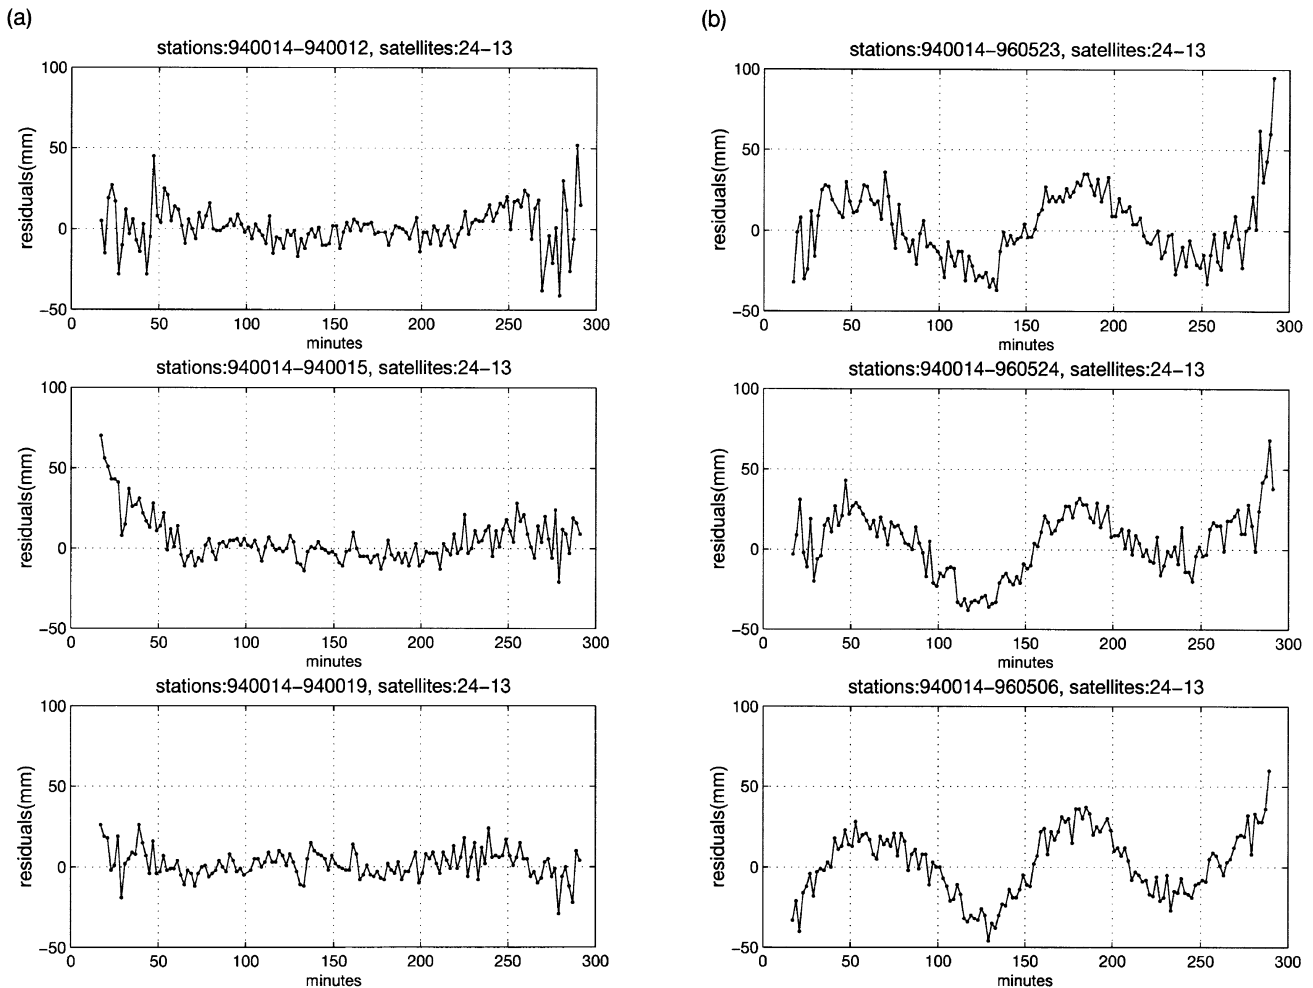 (a)
stations:940014−940012, satellites:24−13
100
50
0
−50
residuals(mm)
0 50 100 150 200 250 300
minutes
stations:940014−940015, satellites:24−13
100
50
0
−50
residuals(mm)
0 50 100 150 200 250 300
minutes
stations:940014−940019, satellites:24−13
100
50
0
−50
residuals(mm)
0 50 100 150 200 250 300
minutes
(b)
stations:940014−960523, satellites:24−13
100
50
0
−50
residuals(mm)
0 50 100 150 200 250 300
minutes
stations:940014−960524, satellites:24−13
100
50
0
−50
residuals(mm)
0 50 100 150 200 250 300
minutes
stations:940014−960506, satellites:24−13
100
50
0
−50
residuals(mm)
0 50 100 150 200 250 300
minutes